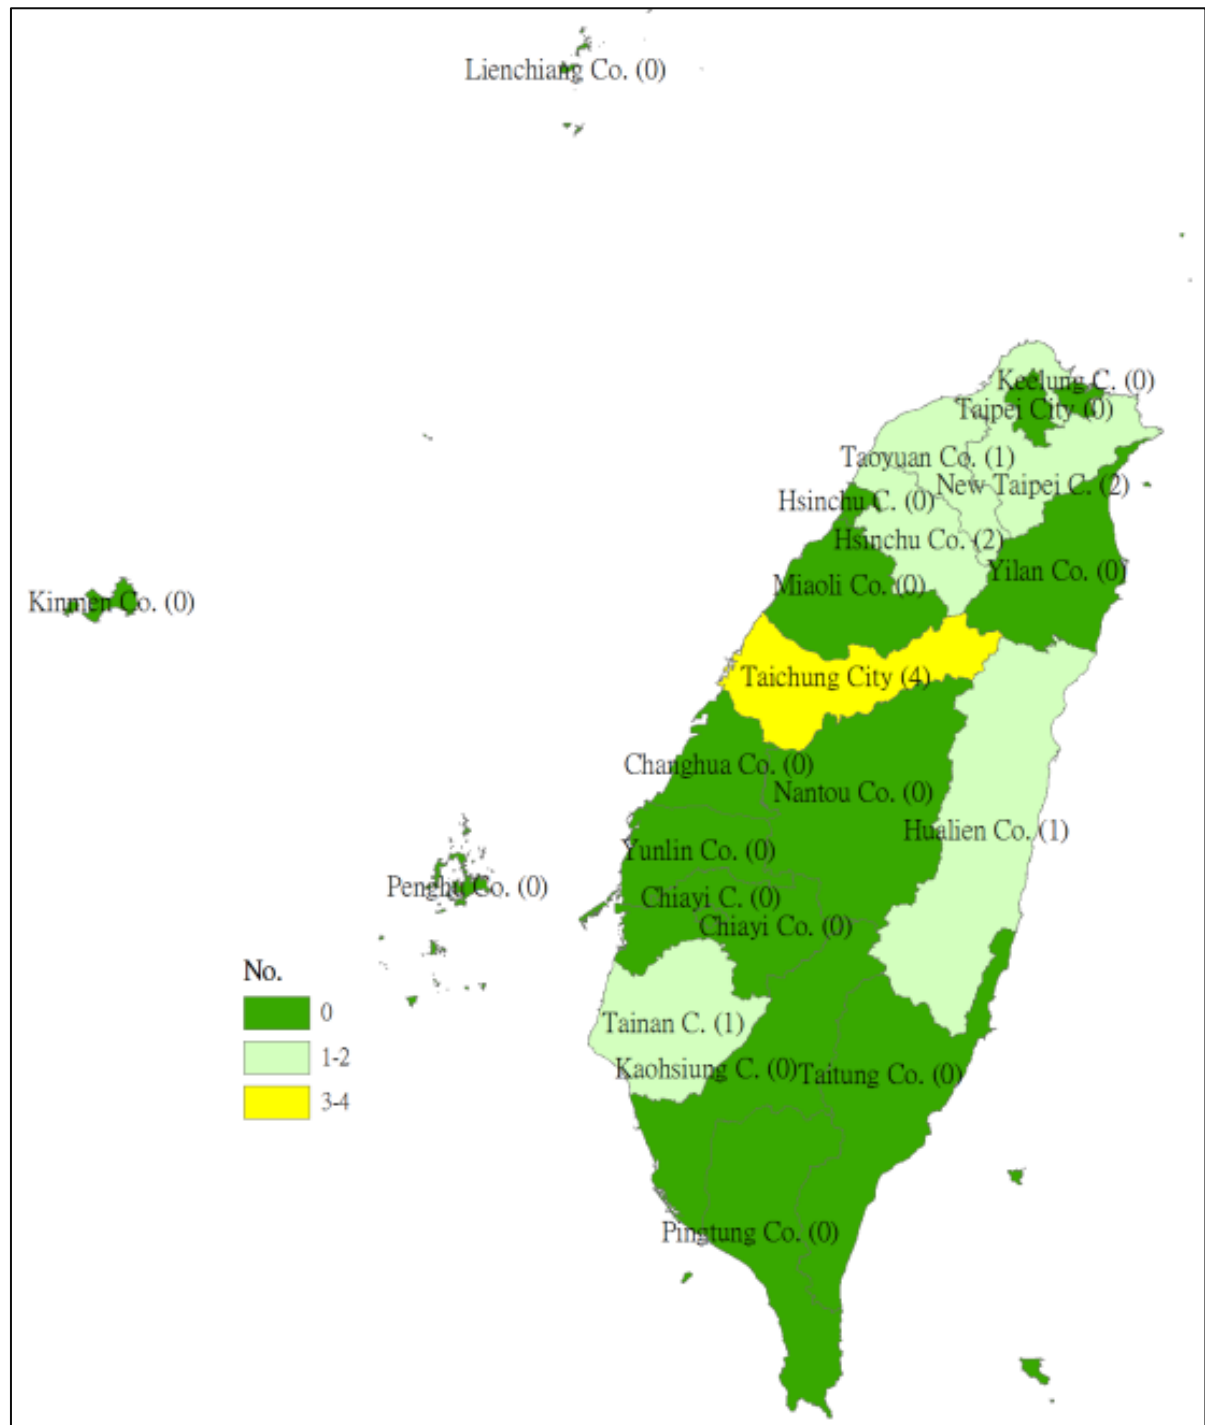 Lienchiang Co. (0)
Keelung C. (0)
Taipei City (0)
Taoyuan Co. (1)
New Taipei C. (2)
Hsinchu C. (0)
Hsinchu Co. (2)
Yilan Co. (0)
Miaoli Co. (0)
Kinmen Co. (0)
Taichung City (4)
Changhua Co. (0)
Nantou Co. (0)
Hualien Co. (1)
Yunlin Co. (0)
Penghu Co. (0)
Chiayi C. (0)
Chiayi Co. (0)
No.
0
1-2
3-4
Tainan C. (1)
Kaohsiung C. (0)
Taitung Co. (0)
Pingtung Co. (0)